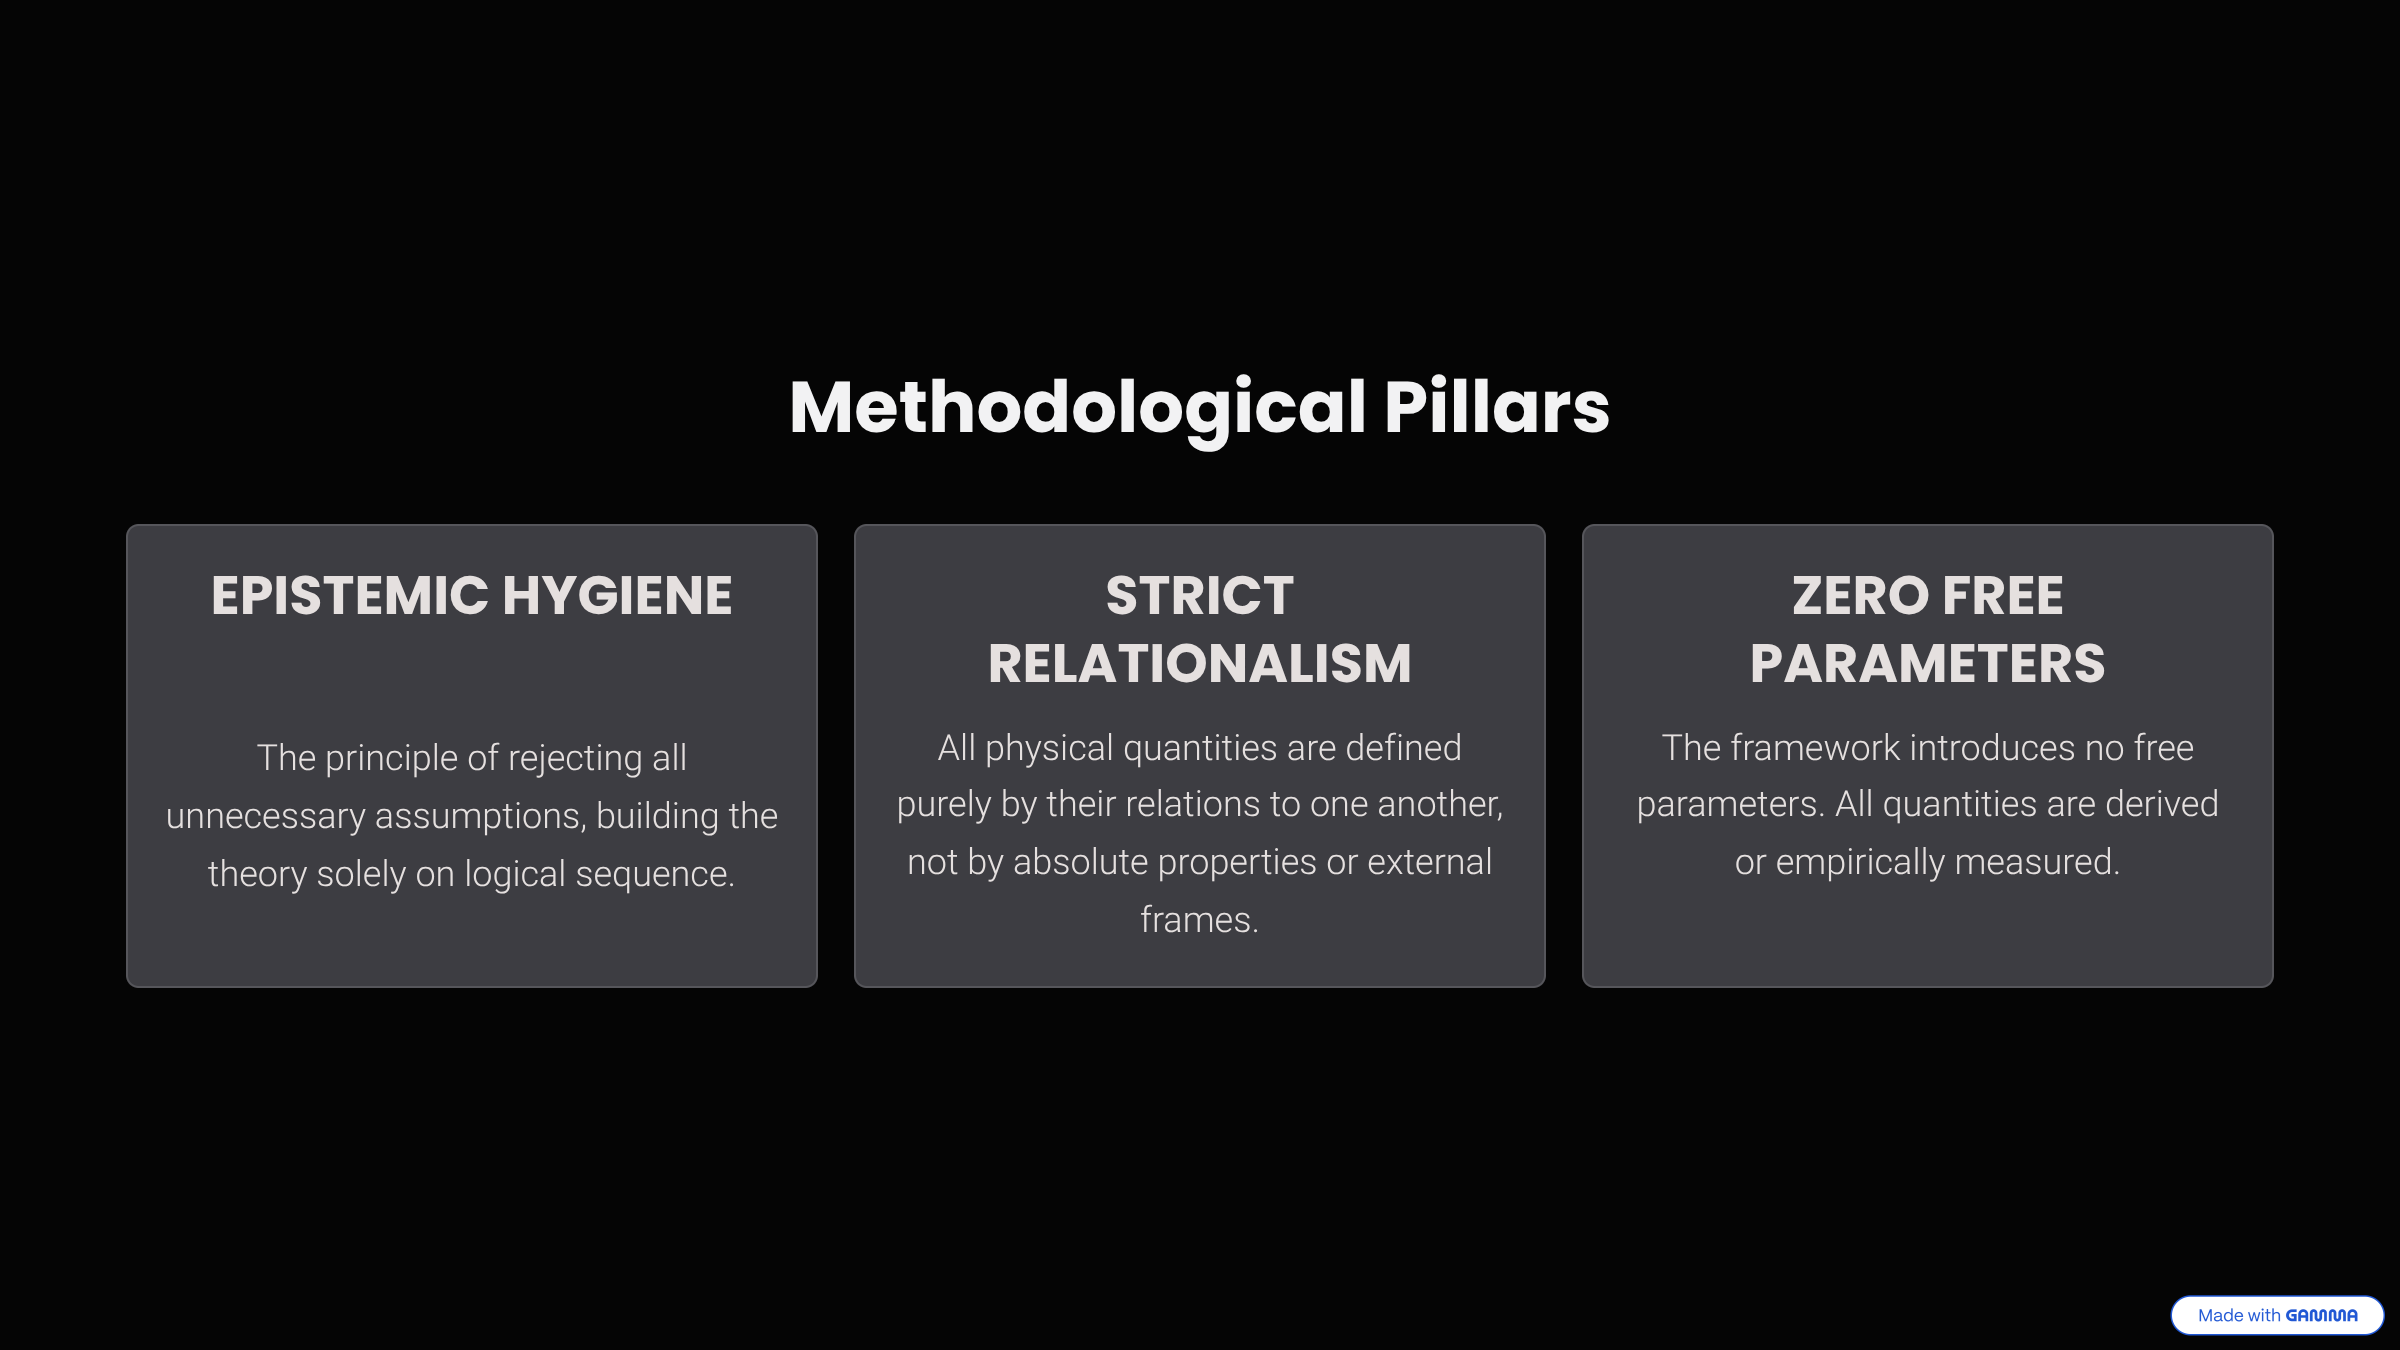 Methodological Pillars
EPISTEMIC HYGIENE
The principle of rejecting all
unnecessary assumptions, building the
theory solely on logical sequence.
STRICT
RELATIONALISM
All physical quantities are defined
purely by their relations to one another,
not by absolute properties or external
frames.
ZERO FREE
PARAMETERS
The framework introduces no free
parameters. All quantities are derived
or empirically measured.
Made with GAMMA